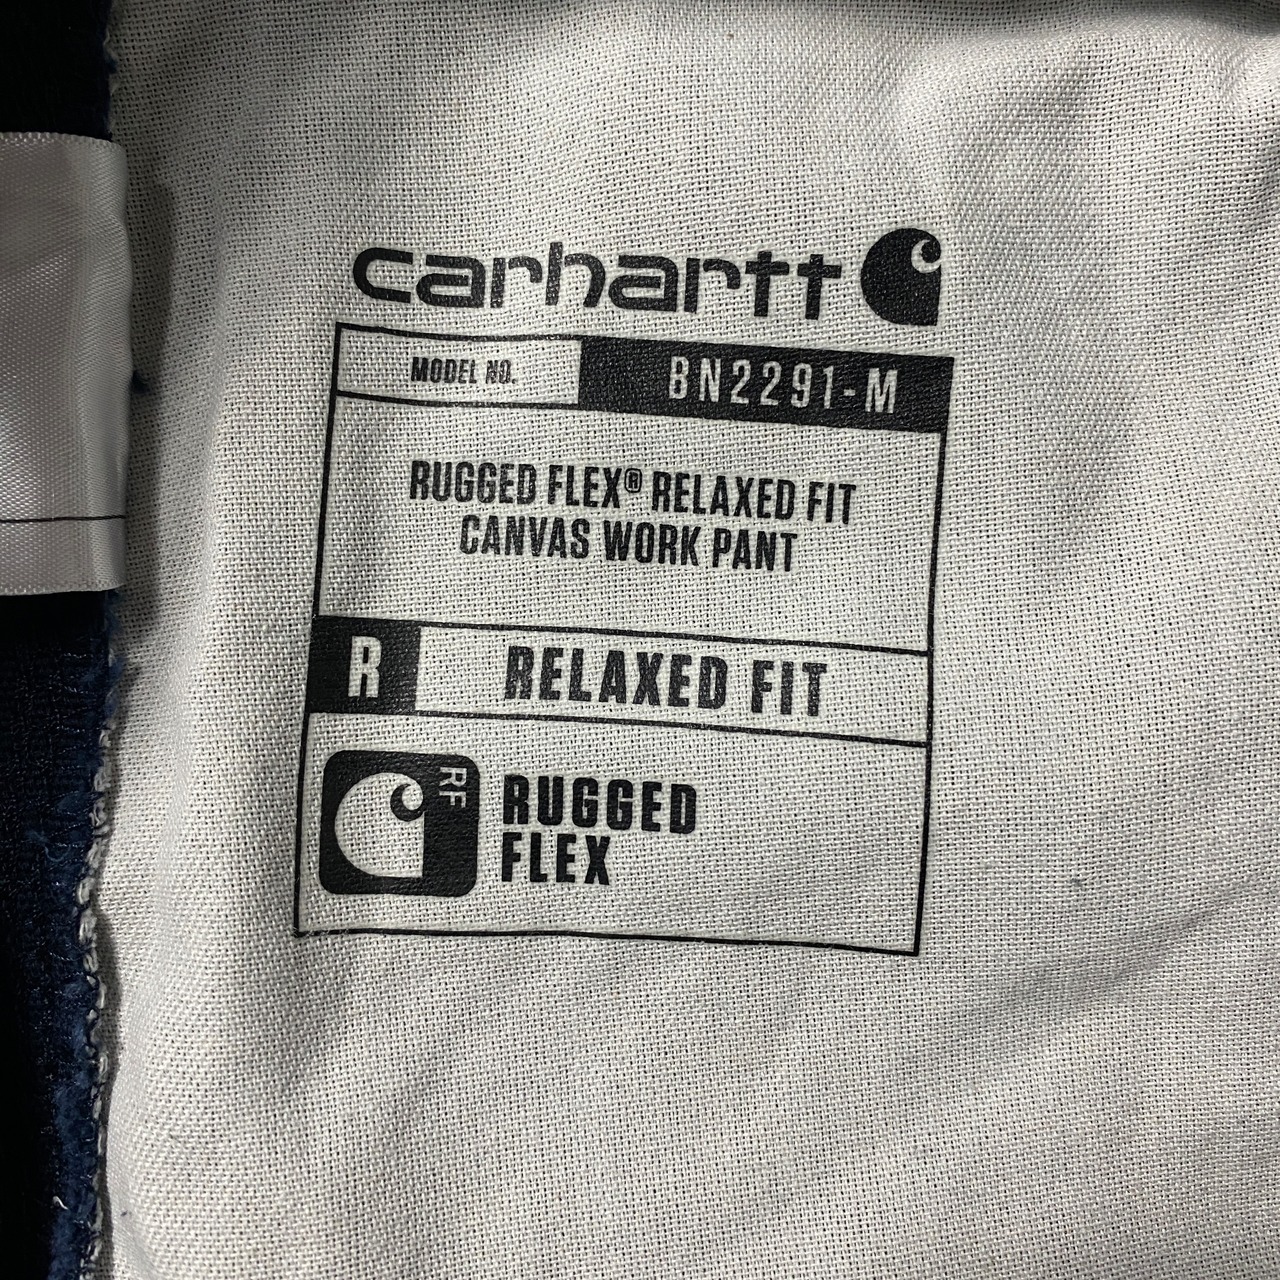 carhartt
MODEL NO. BN2291-M
RUGGED FLEX® RELAXED FIT
CANVAS WORK PANT
R RELAXED FIT
RF
RUGGED
FLEX